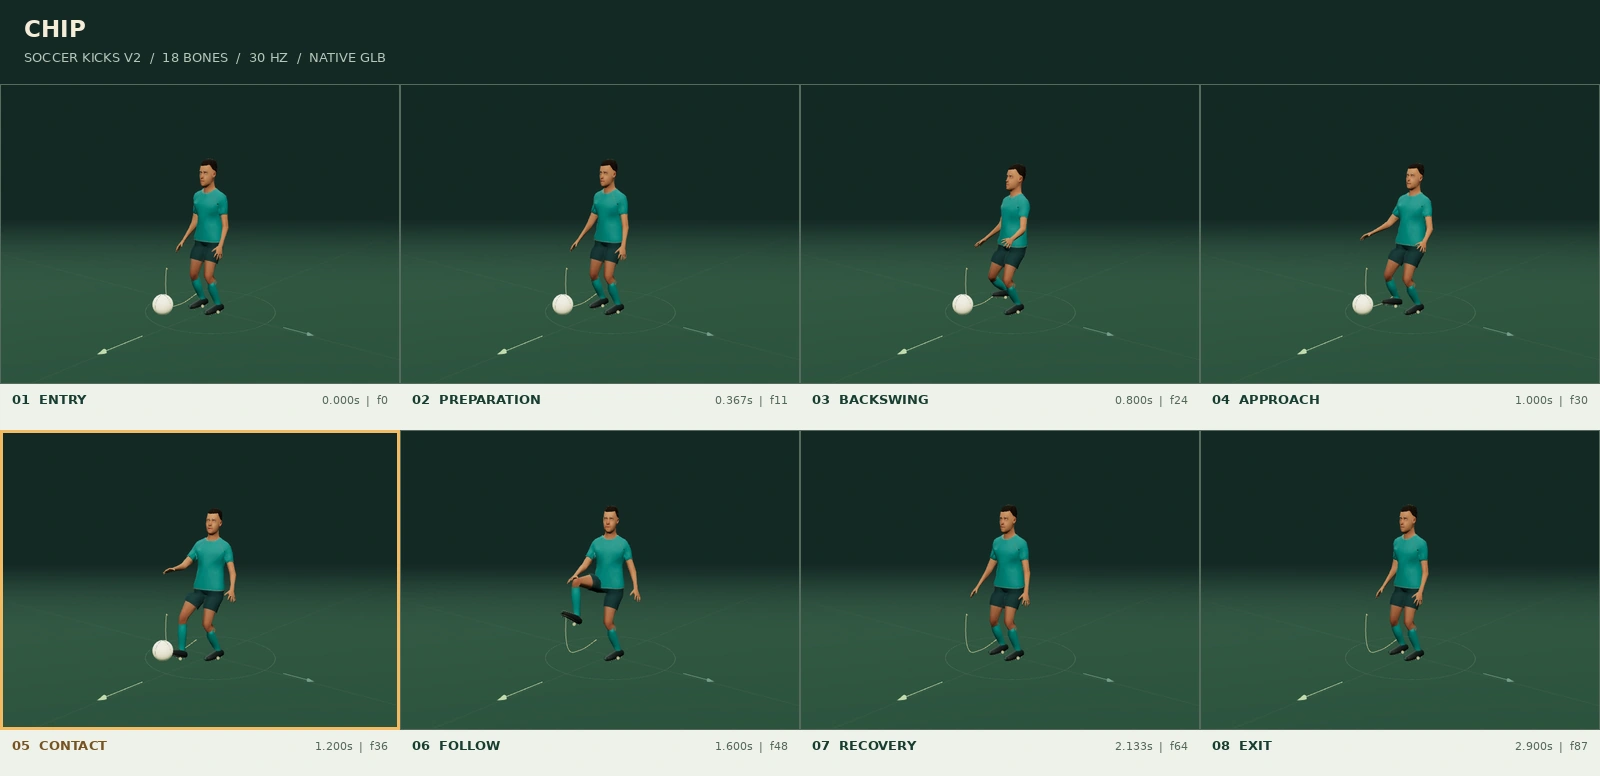 CHIP
SOCCER KICKS V2 / 18 BONES / 30 HZ / NATIVE GLB
01 ENTRY 0.000s | f0
02 PREPARATION 0.367s | f11
03 BACKSWING 0.800s | f24
04 APPROACH 1.000s | f30
05 CONTACT 1.200s | f36
06 FOLLOW 1.600s | f48
07 RECOVERY 2.133s | f64
08 EXIT 2.900s | f87